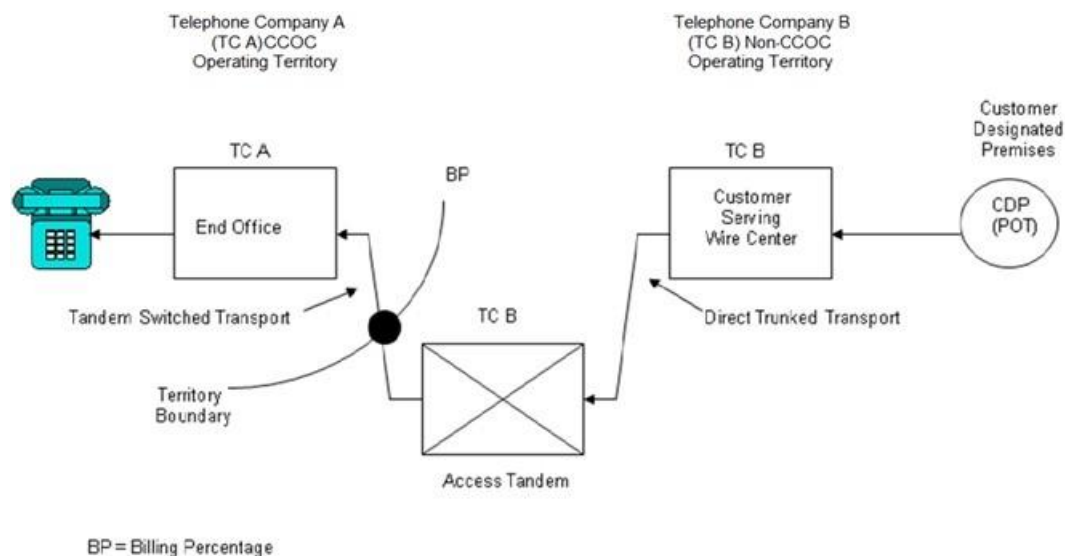 Telephone Company A
(TC A)CCOC
Operating Territory
Telephone Company B
(TC B) Non-CCOC
Operating Territory
Customer
Designated
Premises
TC A
BP
TC B
End Office
Customer
Serving
Wire Center
CDP
(POT)
Tandem Switched Transport
TC B
Direct Trunked Transport
Territory
Boundary
Access Tandem
BP = Billing Percentage